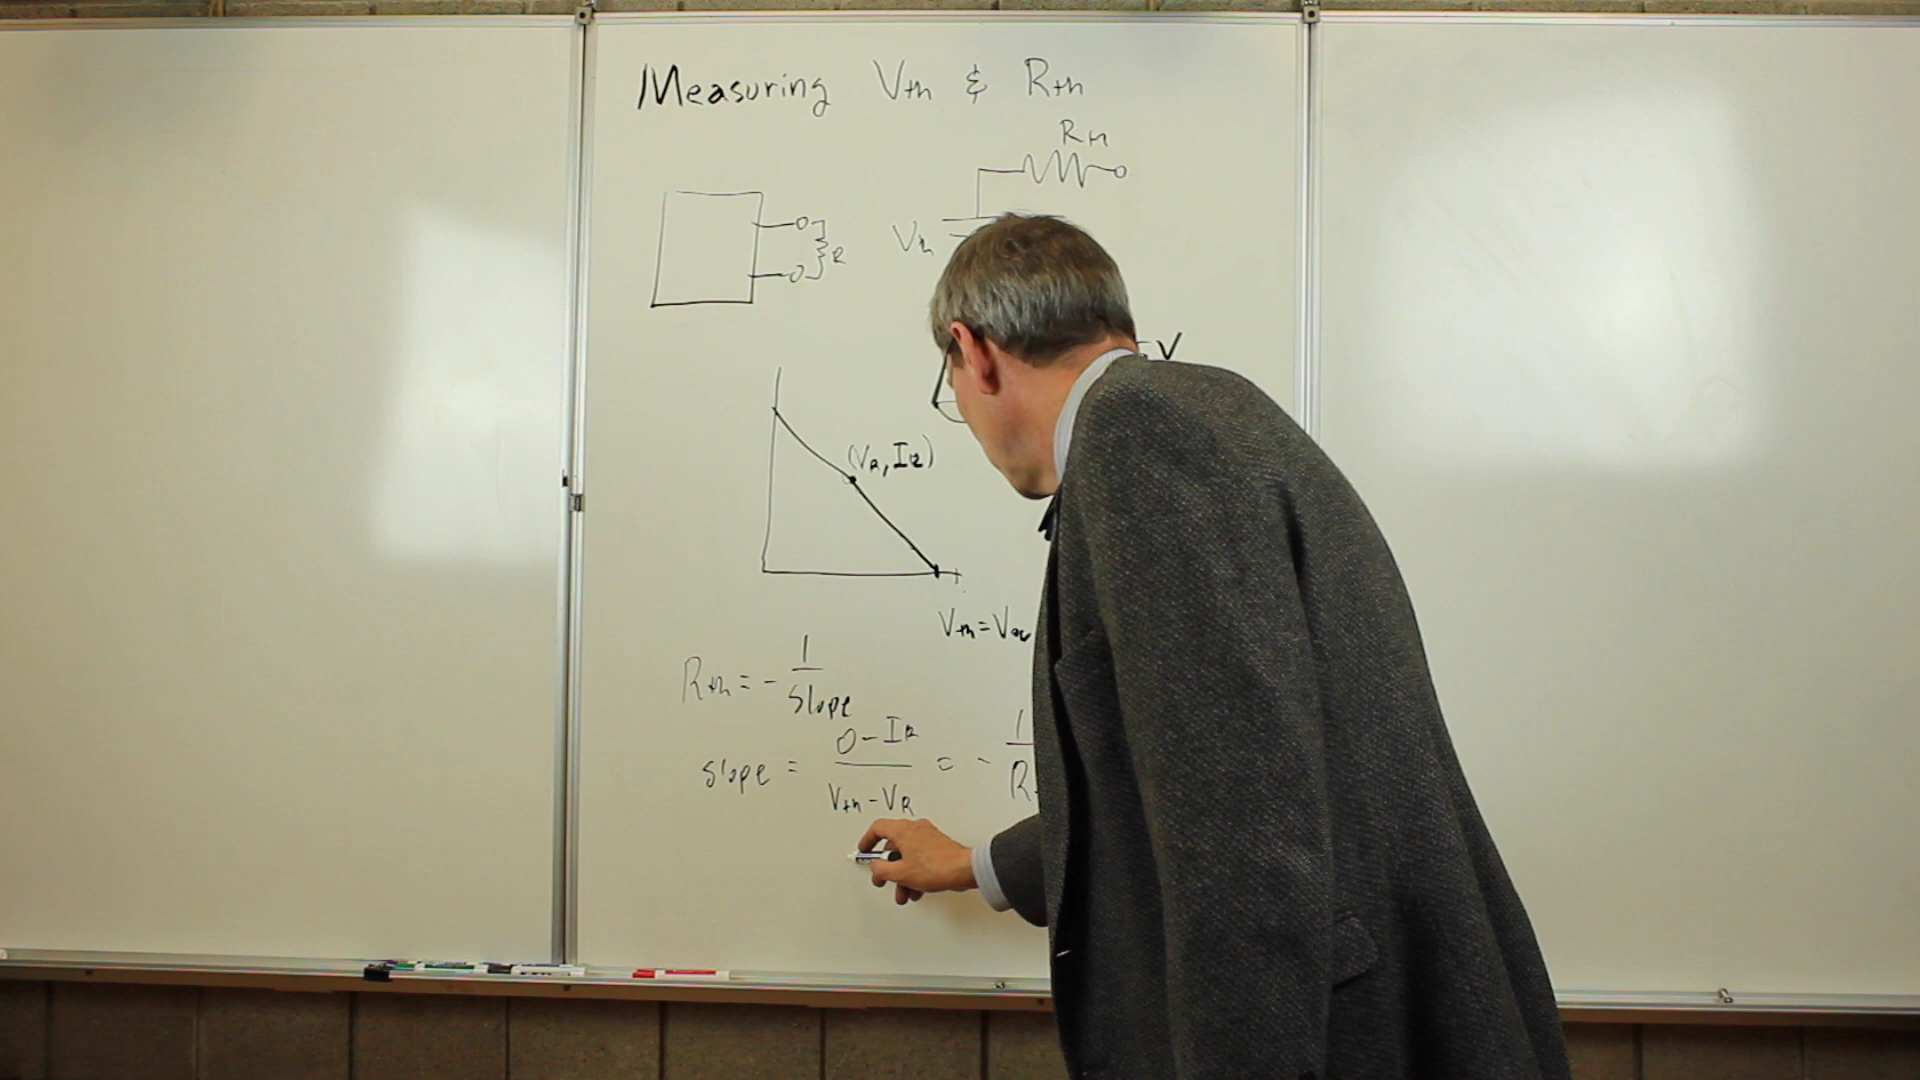 Measuring Vth & Rth
Rth
R
Vth
- V
(VR, IR)
Vth = Voc
Rth = - 1/slope
slope = 0 - IR / Vth - VR = - 1/R